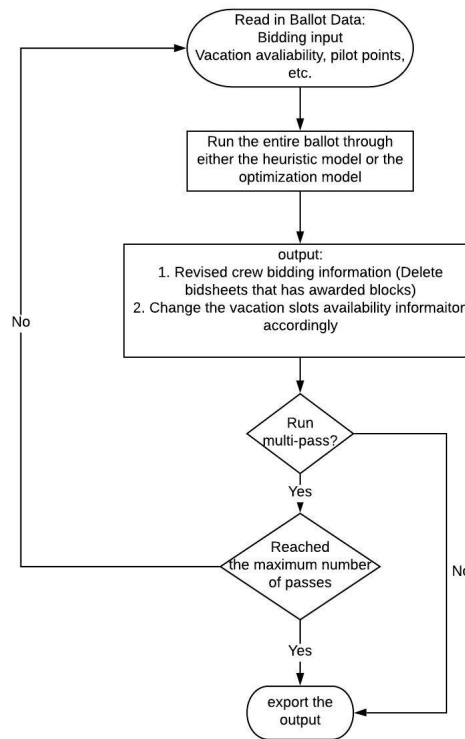 Read in Ballot Data:
Bidding input
Vacation avaliability, pilot points,
etc.
Run the entire ballot through
either the heuristic model or the
optimization model
output:
1. Revised crew bidding information (Delete
bidsheets that has awarded blocks)
2. Change the vacation slots availability informaiton
accordingly
No
Run
multi-pass?
Yes
Reached
the maximum number
of passes
No
Yes
export the
output